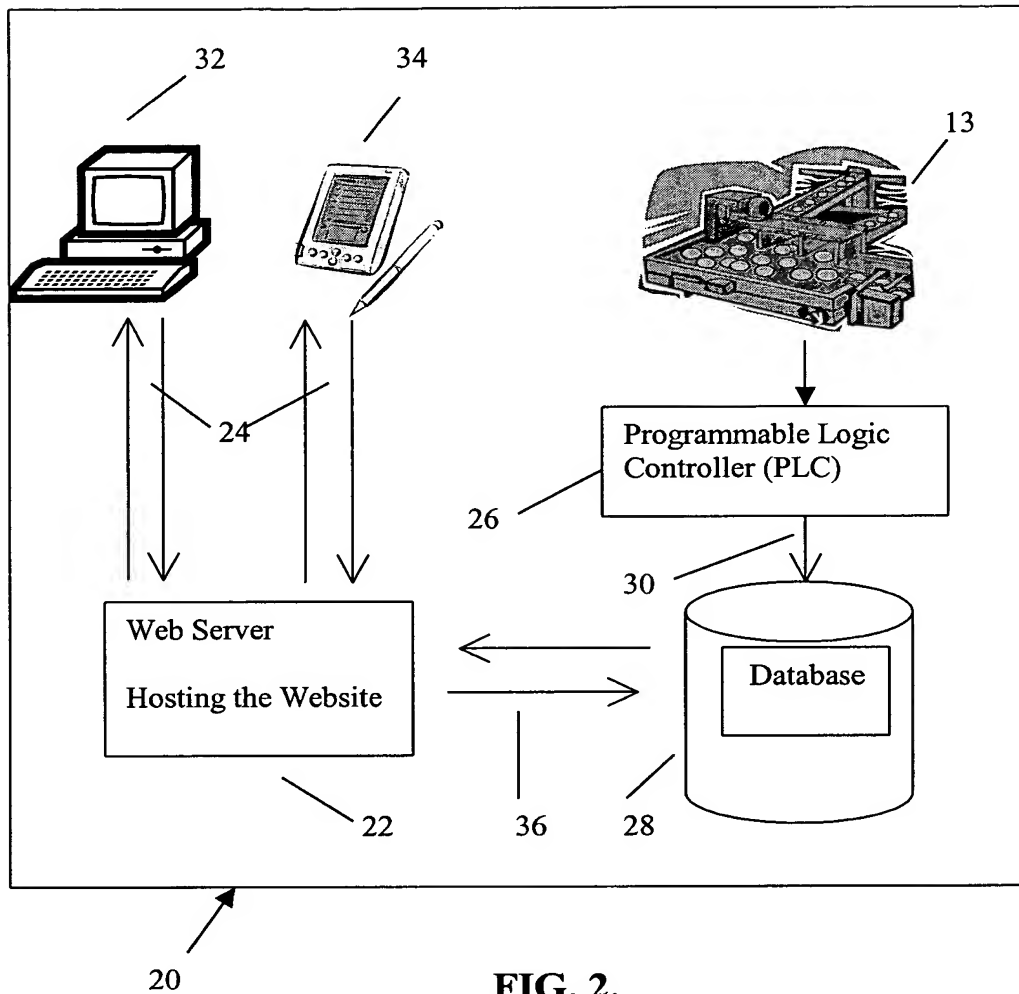 32
34
13
24
Programmable Logic
Controller (PLC)
26
30
Web Server
Hosting the Website
Database
22
36
28
20
FIG. 2.